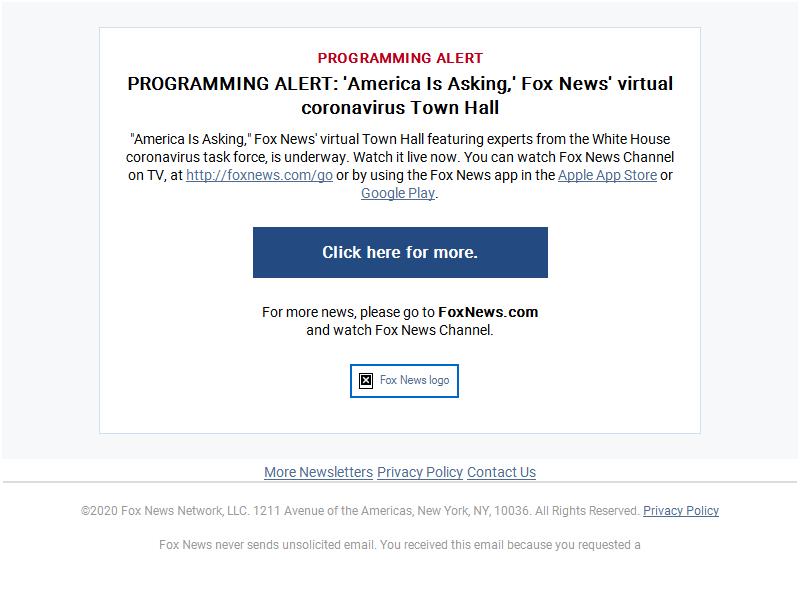 PROGRAMMING ALERT
PROGRAMMING ALERT: 'America Is Asking,' Fox News' virtual
coronavirus Town Hall
"America Is Asking," Fox News' virtual Town Hall featuring experts from the White House
coronavirus task force, is underway. Watch it live now. You can watch Fox News Channel
on TV, at http://foxnews.com/go or by using the Fox News app in the Apple App Store or
Google Play.
Click here for more.
For more news, please go to FoxNews.com
and watch Fox News Channel.
Fox News logo
More Newsletters Privacy Policy Contact Us
©2020 Fox News Network, LLC. 1211 Avenue of the Americas, New York, NY, 10036. All Rights Reserved. Privacy Policy
Fox News never sends unsolicited email. You received this email because you requested a